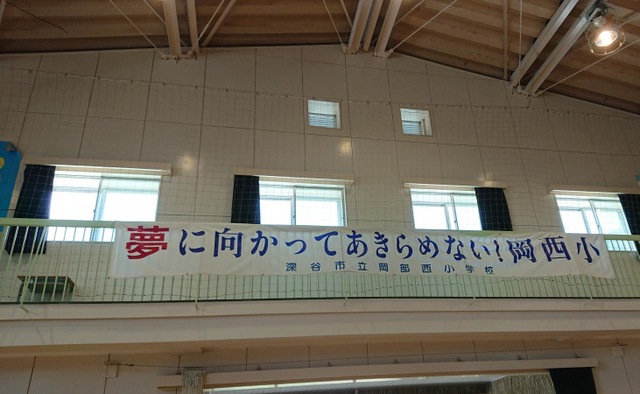 夢に向かってあきらめない!岡西小
深谷市立岡部西小学校